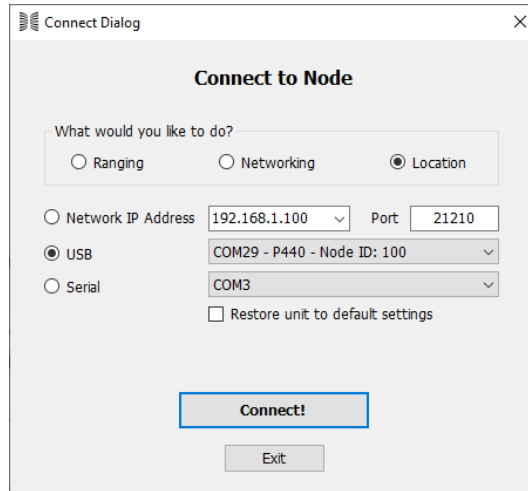 Connect Dialog
Connect to Node
What would you like to do?
Ranging Networking Location
Network IP Address 192.168.1.100 Port 21210
USB COM29 - P440 - Node ID: 100
Serial COM3
Restore unit to default settings
Connect!
Exit